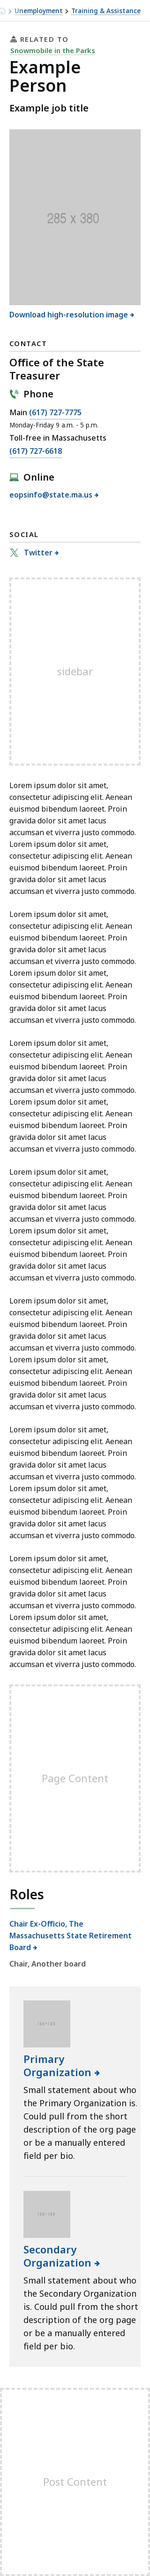 Unemployment Training & Assistance
RELATED TO
Snowmobile in the Parks
Example
Person
Example job title
285 x 380
Download high-resolution image
CONTACT
Office of the State
Treasurer
Phone
Main (617) 727-7775
Monday-Friday 9 a.m. - 5 p.m.
Toll-free in Massachusetts
(617) 727-6618
Online
eopsinfo@state.ma.us
SOCIAL
Twitter
sidebar
Lorem ipsum dolor sit amet,
consectetur adipiscing elit. Aenean
euismod bibendum laoreet. Proin
gravida dolor sit amet lacus
accumsan et viverra justo commodo.
Lorem ipsum dolor sit amet,
consectetur adipiscing elit. Aenean
euismod bibendum laoreet. Proin
gravida dolor sit amet lacus
accumsan et viverra justo commodo.
Lorem ipsum dolor sit amet,
consectetur adipiscing elit. Aenean
euismod bibendum laoreet. Proin
gravida dolor sit amet lacus
accumsan et viverra justo commodo.
Lorem ipsum dolor sit amet,
consectetur adipiscing elit. Aenean
euismod bibendum laoreet. Proin
gravida dolor sit amet lacus
accumsan et viverra justo commodo.
Lorem ipsum dolor sit amet,
consectetur adipiscing elit. Aenean
euismod bibendum laoreet. Proin
gravida dolor sit amet lacus
accumsan et viverra justo commodo.
Lorem ipsum dolor sit amet,
consectetur adipiscing elit. Aenean
euismod bibendum laoreet. Proin
gravida dolor sit amet lacus
accumsan et viverra justo commodo.
Lorem ipsum dolor sit amet,
consectetur adipiscing elit. Aenean
euismod bibendum laoreet. Proin
gravida dolor sit amet lacus
accumsan et viverra justo commodo.
Lorem ipsum dolor sit amet,
consectetur adipiscing elit. Aenean
euismod bibendum laoreet. Proin
gravida dolor sit amet lacus
accumsan et viverra justo commodo.
Lorem ipsum dolor sit amet,
consectetur adipiscing elit. Aenean
euismod bibendum laoreet. Proin
gravida dolor sit amet lacus
accumsan et viverra justo commodo.
Lorem ipsum dolor sit amet,
consectetur adipiscing elit. Aenean
euismod bibendum laoreet. Proin
gravida dolor sit amet lacus
accumsan et viverra justo commodo.
Lorem ipsum dolor sit amet,
consectetur adipiscing elit. Aenean
euismod bibendum laoreet. Proin
gravida dolor sit amet lacus
accumsan et viverra justo commodo.
Lorem ipsum dolor sit amet,
consectetur adipiscing elit. Aenean
euismod bibendum laoreet. Proin
gravida dolor sit amet lacus
accumsan et viverra justo commodo.
Lorem ipsum dolor sit amet,
consectetur adipiscing elit. Aenean
euismod bibendum laoreet. Proin
gravida dolor sit amet lacus
accumsan et viverra justo commodo.
Lorem ipsum dolor sit amet,
consectetur adipiscing elit. Aenean
euismod bibendum laoreet. Proin
gravida dolor sit amet lacus
accumsan et viverra justo commodo.
Page Content
Roles
Chair Ex-Officio, The
Massachusetts State Retirement
Board
Chair, Another board
Primary
Organization
Small statement about who
the Primary Organization is.
Could pull from the short
description of the org page
or be a manually entered
field per bio.
Secondary
Organization
Small statement about who
the Secondary Organization
is. Could pull from the short
description of the org page
or be a manually entered
field per bio.
Post Content